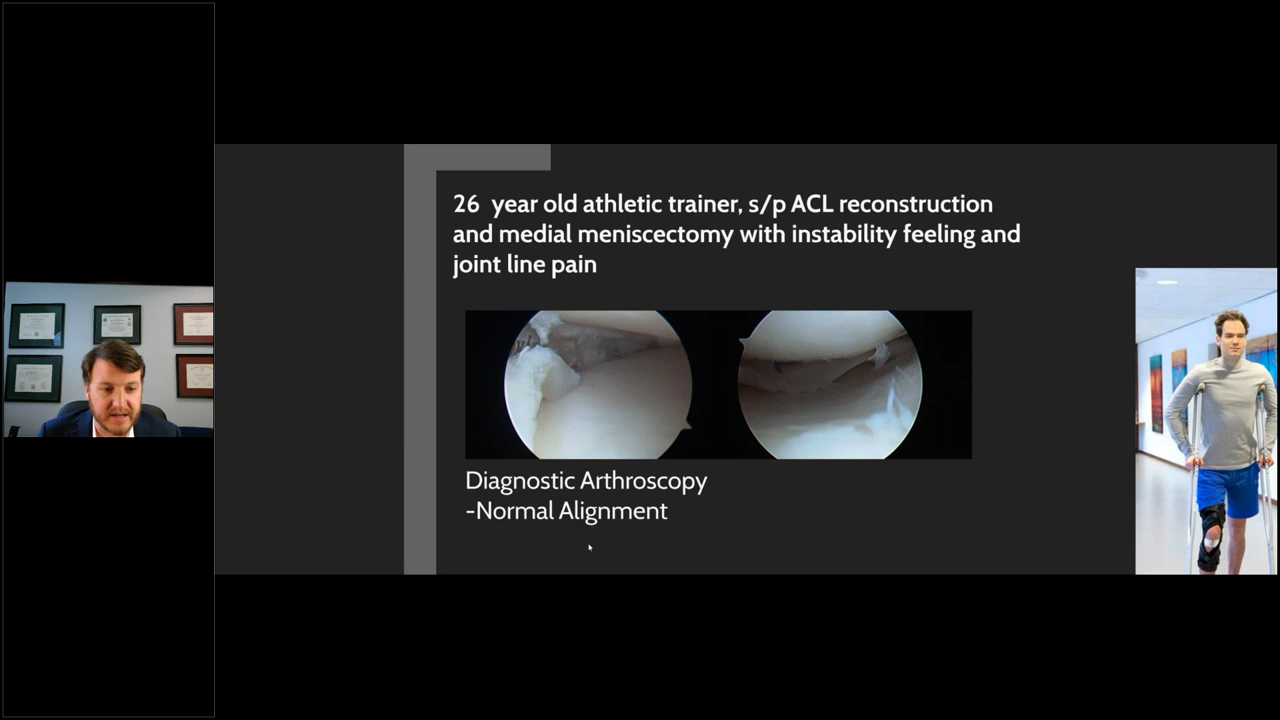 26 year old athletic trainer, s/p ACL reconstruction
and medial meniscectomy with instability feeling and
joint line pain
Diagnostic Arthroscopy
-Normal Alignment